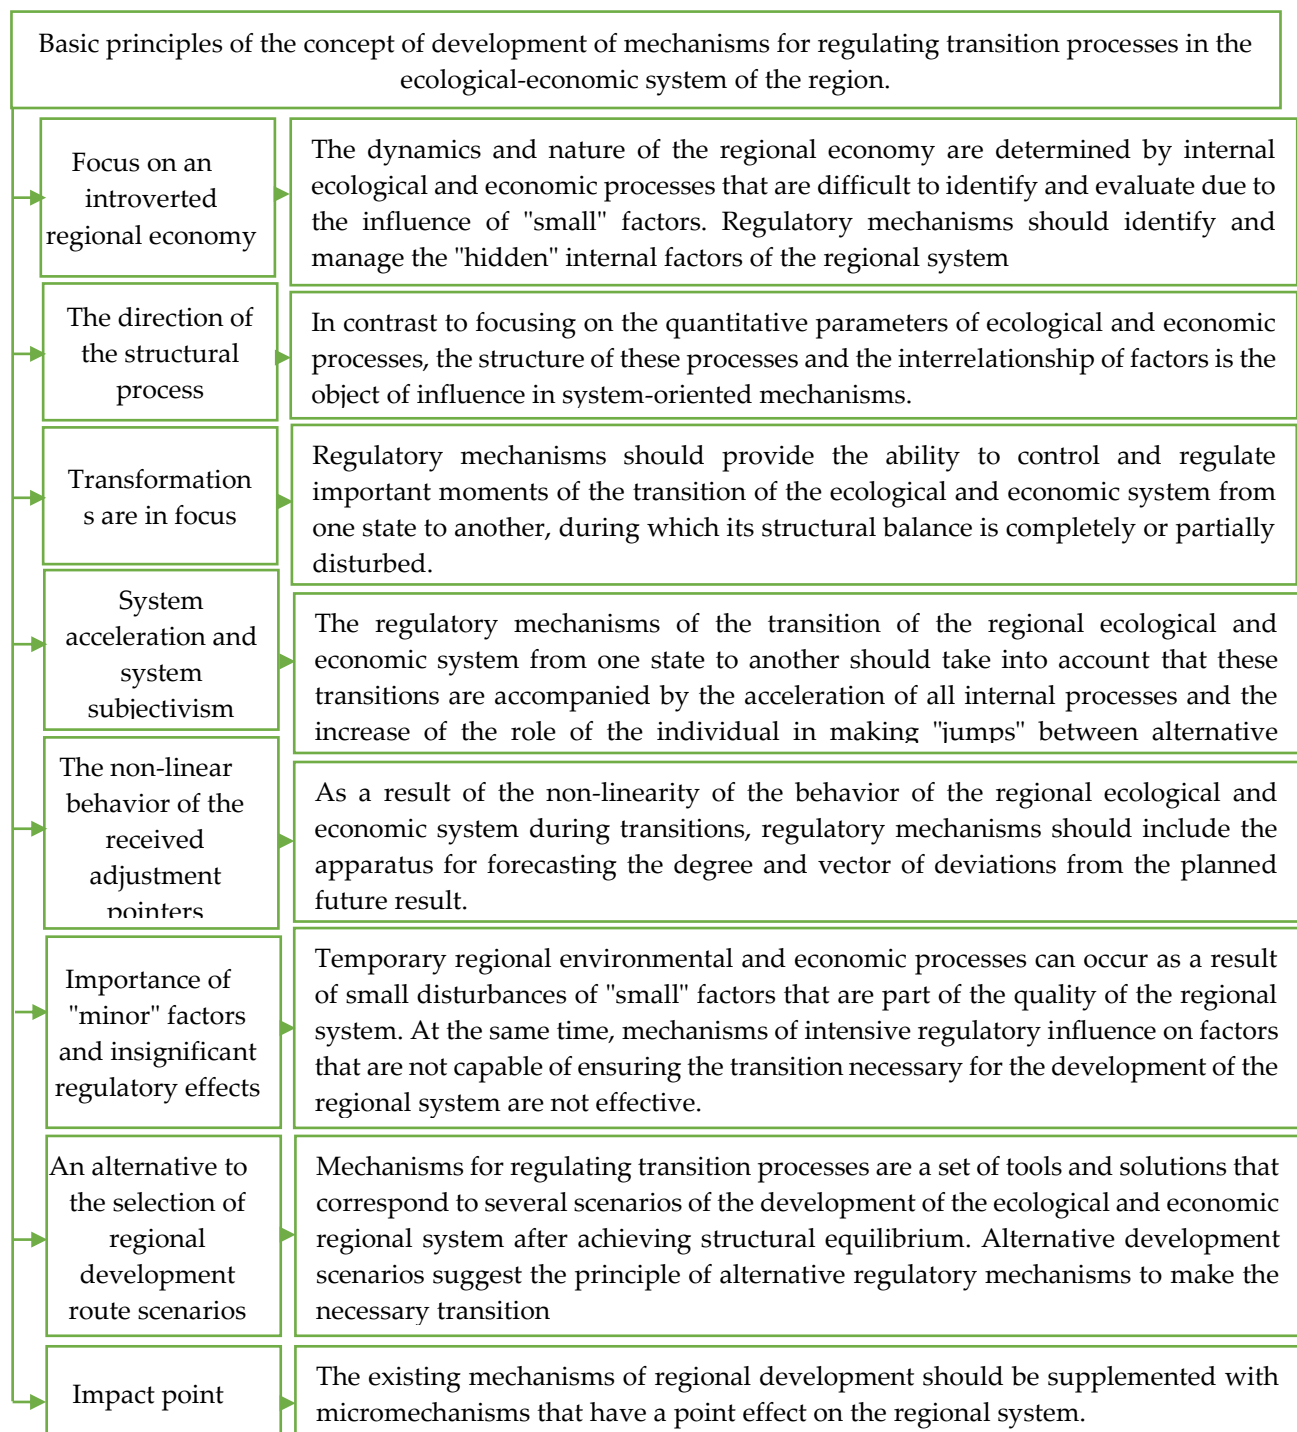 Basic principles of the concept of development of mechanisms for regulating transition processes in the
ecological-economic system of the region.
Focus on an
introverted
regional economy
The dynamics and nature of the regional economy are determined by internal
ecological and economic processes that are difficult to identify and evaluate due to
the influence of "small" factors. Regulatory mechanisms should identify and
manage the "hidden" internal factors of the regional system
The direction of
the structural
process
In contrast to focusing on the quantitative parameters of ecological and economic
processes, the structure of these processes and the interrelationship of factors is the
object of influence in system-oriented mechanisms.
Transformation
s are in focus
Regulatory mechanisms should provide the ability to control and regulate
important moments of the transition of the ecological and economic system from
one state to another, during which its structural balance is completely or partially
disturbed.
System
acceleration and
system
subjectivism
The regulatory mechanisms of the transition of the regional ecological and
economic system from one state to another should take into account that these
transitions are accompanied by the acceleration of all internal processes and the
increase of the role of the individual in making "jumps" between alternative
The non-linear
behavior of the
received
adjustment
pointers
As a result of the non-linearity of the behavior of the regional ecological and
economic system during transitions, regulatory mechanisms should include the
apparatus for forecasting the degree and vector of deviations from the planned
future result.
Importance of
"minor" factors
and insignificant
regulatory effects
Temporary regional environmental and economic processes can occur as a result
of small disturbances of "small" factors that are part of the quality of the regional
system. At the same time, mechanisms of intensive regulatory influence on factors
that are not capable of ensuring the transition necessary for the development of the
regional system are not effective.
An alternative to
the selection of
regional
development
route scenarios
Mechanisms for regulating transition processes are a set of tools and solutions that
correspond to several scenarios of the development of the ecological and economic
regional system after achieving structural equilibrium. Alternative development
scenarios suggest the principle of alternative regulatory mechanisms to make the
necessary transition
Impact point
The existing mechanisms of regional development should be supplemented with
micromechanisms that have a point effect on the regional system.